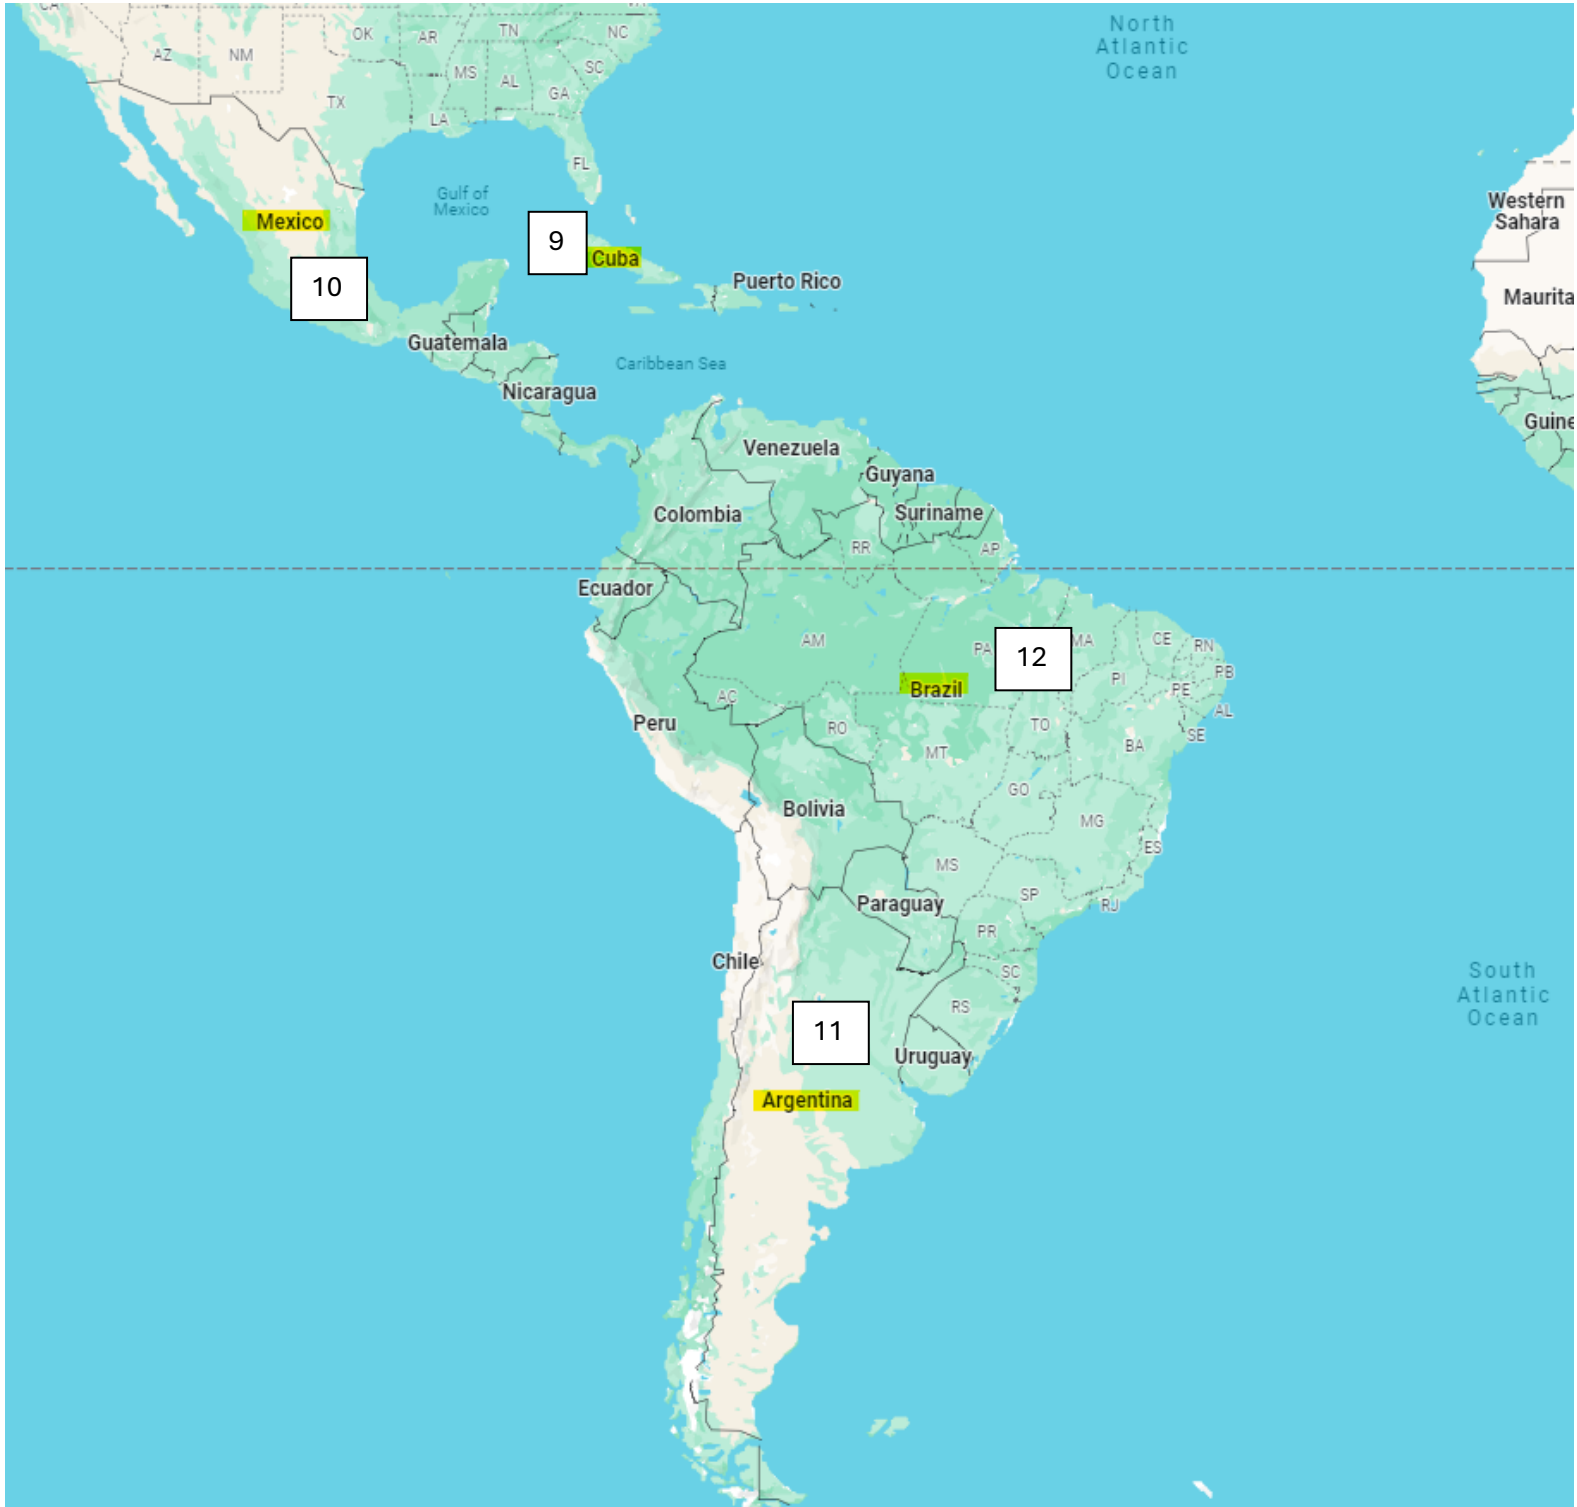 CA
OK
AR
TN
NC
AZ
NM
MS
AL
SC
GA
TX
LA
FL
North
Atlantic
Ocean
Gulf of
Mexico
Mexico
9
Cuba
10
Puerto Rico
Guatemala
Caribbean Sea
Nicaragua
Western
Sahara
Maurita
Guine
Venezuela
Guyana
Colombia
Suriname
RR
AP
Ecuador
AM
PA
12
MA
CE
RN
PB
PI
PE
AL
Brazil
AC
Peru
RO
TO
SE
MT
BA
GO
Bolivia
MG
ES
MS
SP
Paraguay
RJ
PR
Chile
SC
RS
South
Atlantic
Ocean
11
Uruguay
Argentina